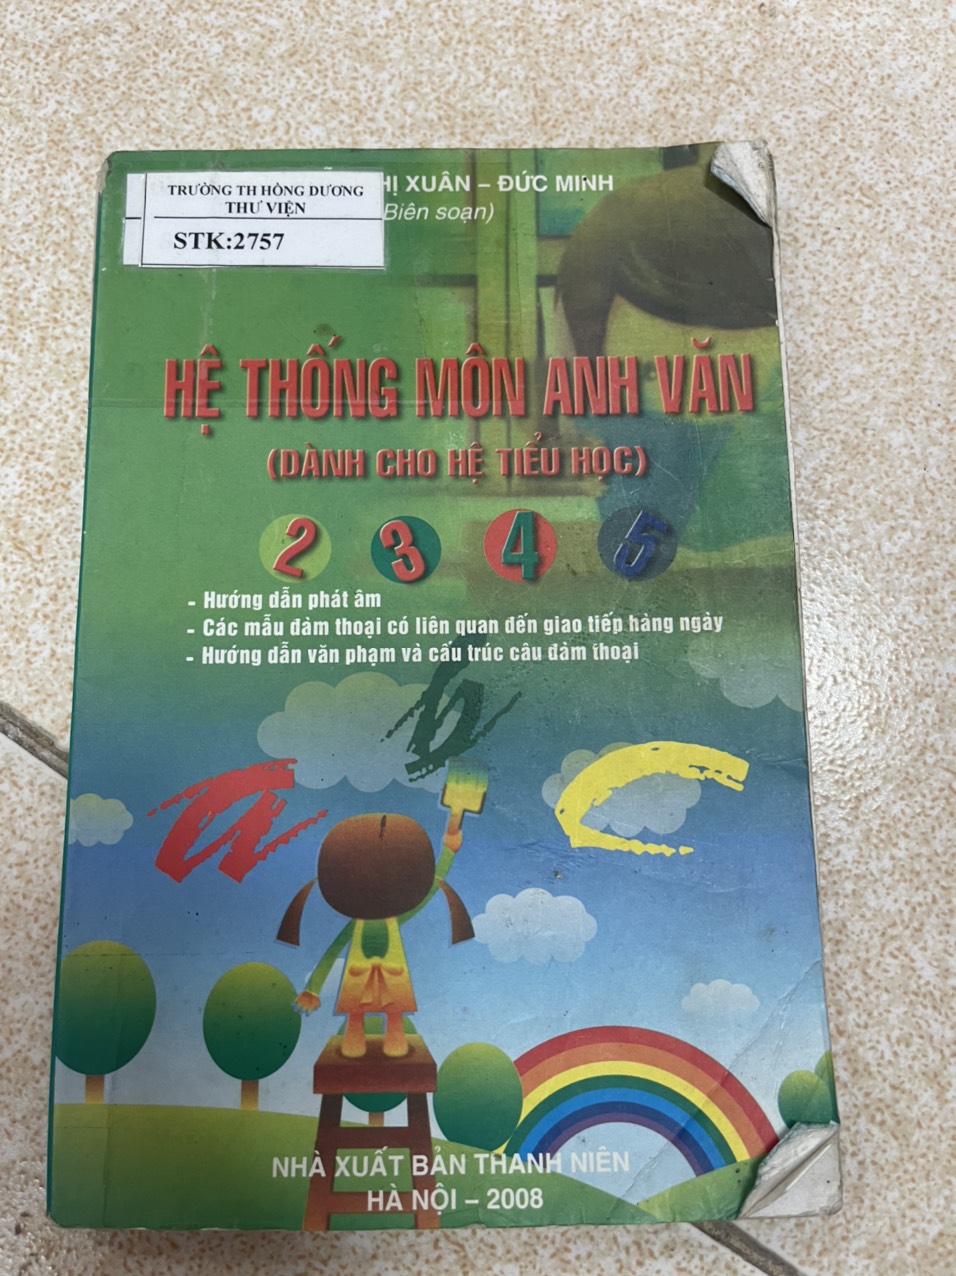 TRƯỜNG TH HỒNG DƯƠNG
THƯ VIỆN
STK:2757
XUÂN – ĐỨC MINH
Biên soạn)
HỆ THỐNG MÔN ANH VĂN
(DÀNH CHO HỆ TIỂU HỌC)
2 3 4 5
- Hướng dẫn phát âm
- Các mẫu đàm thoại có liên quan đến giao tiếp hàng ngày
- Hướng dẫn văn phạm và cấu trúc câu đàm thoại
a b c
NHÀ XUẤT BẢN THANH NIÊN
HÀ NỘI – 2008